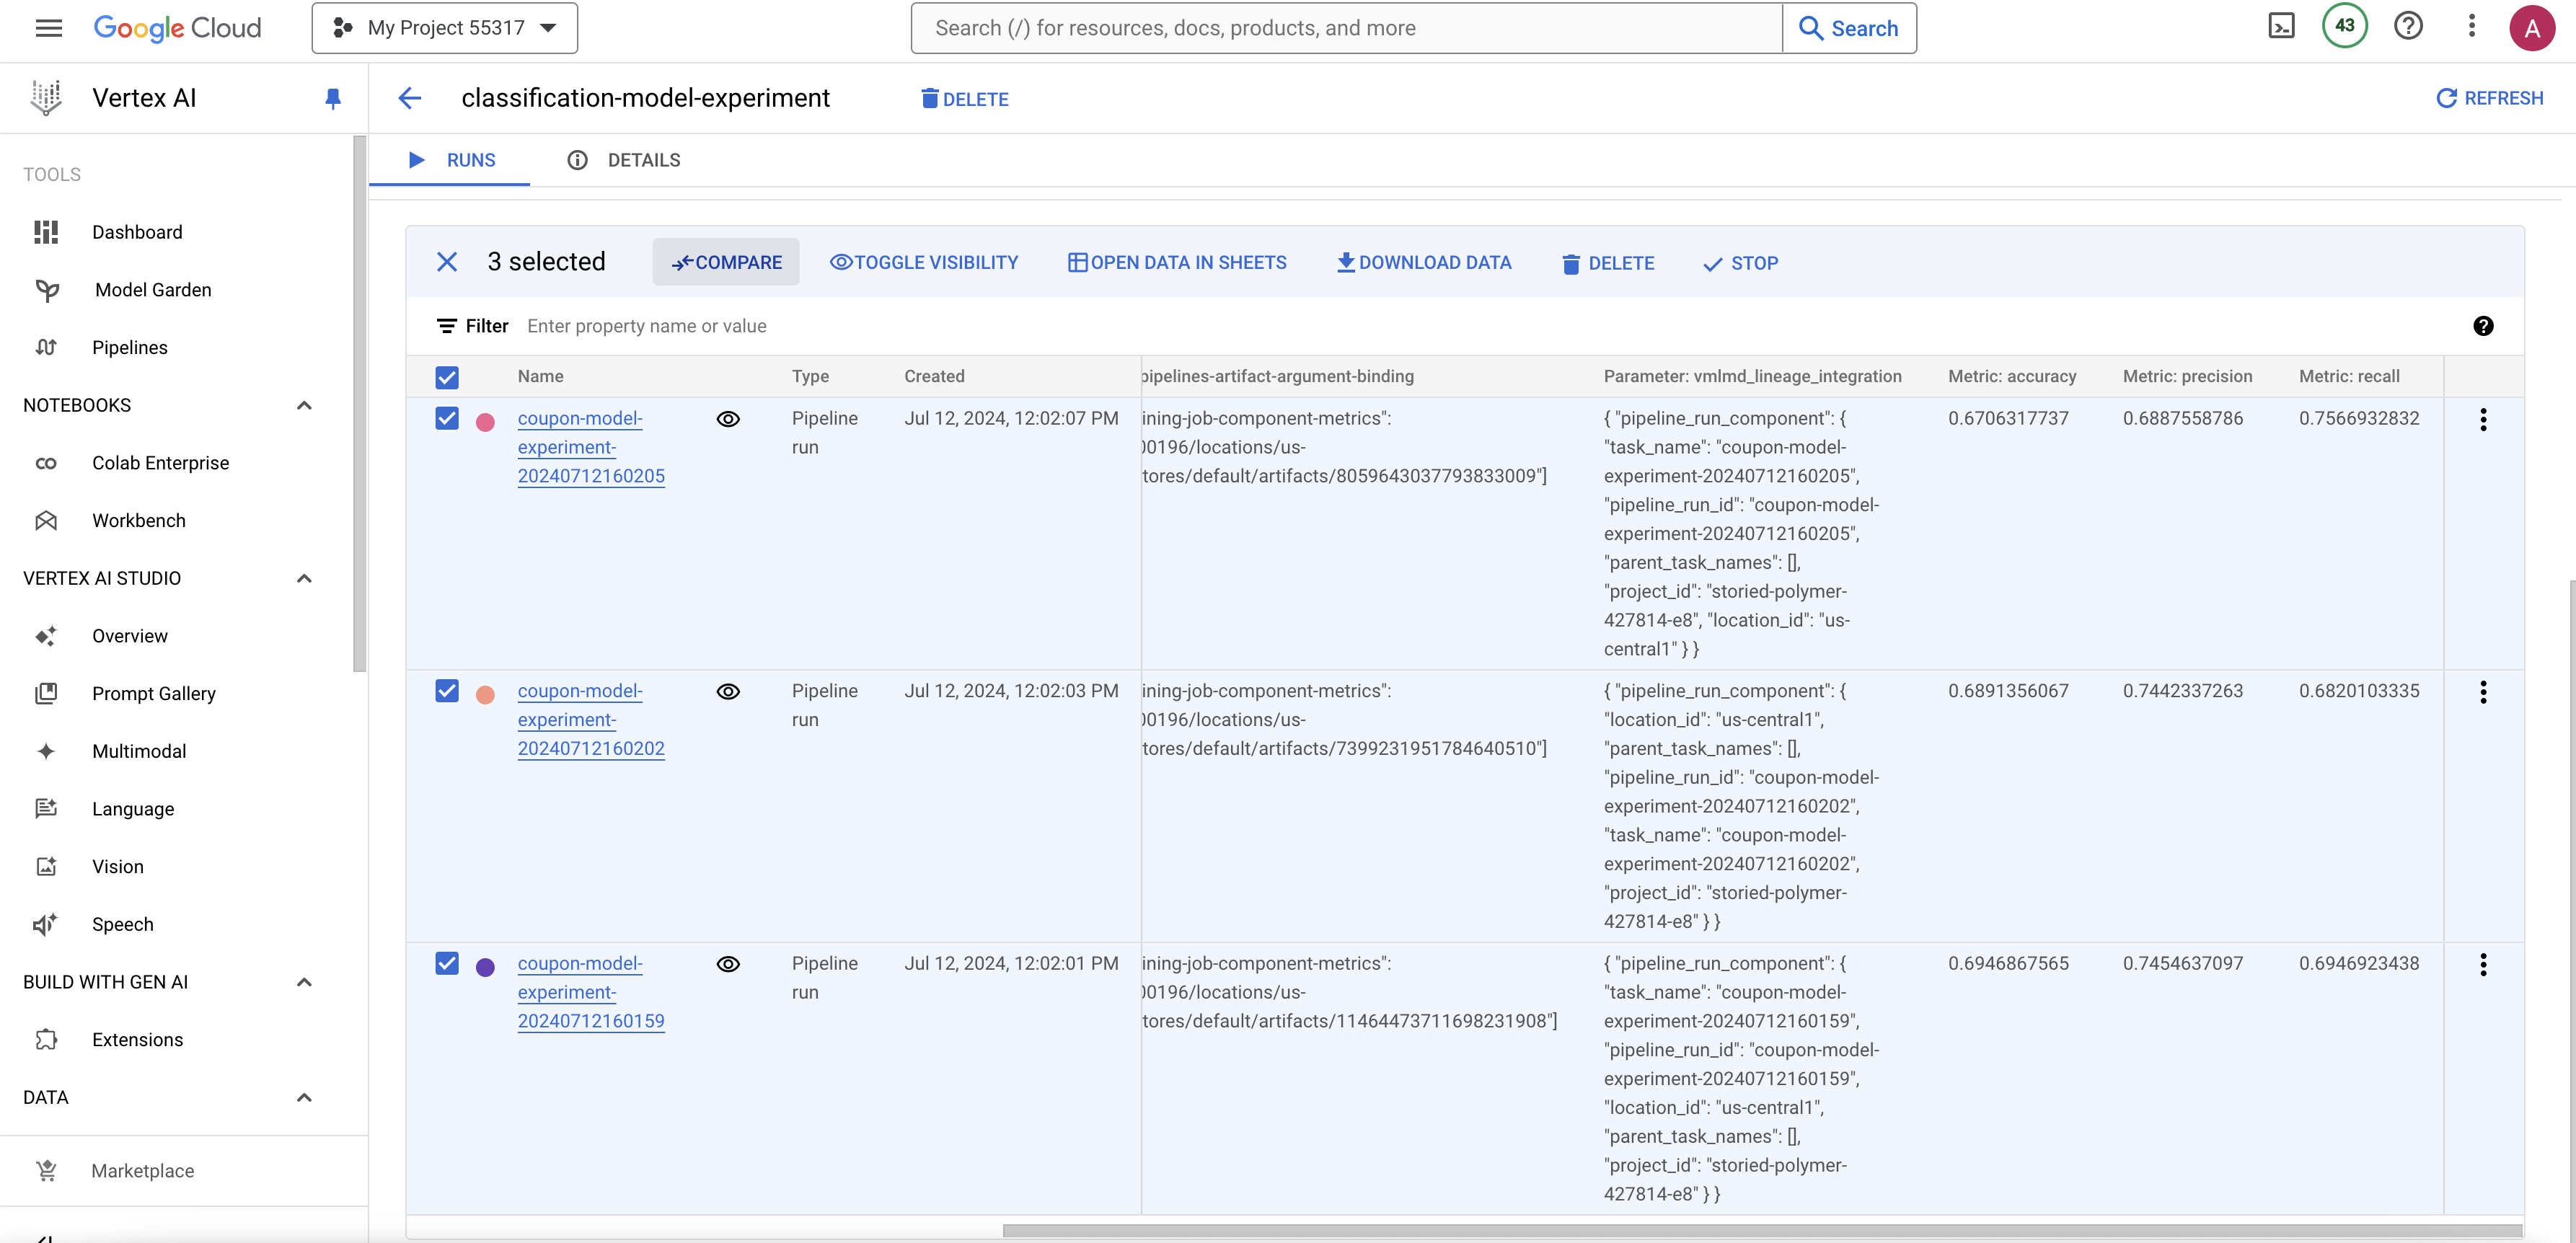 Google Cloud
My Project 55317
Search (/) for resources, docs, products, and more
Search
43
A
Vertex AI
classification-model-experiment
DELETE
REFRESH
RUNS
DETAILS
TOOLS
Dashboard
Model Garden
Pipelines
NOTEBOOKS
Colab Enterprise
Workbench
VERTEX AI STUDIO
Overview
Prompt Gallery
Multimodal
Language
Vision
Speech
BUILD WITH GEN AI
Extensions
DATA
Marketplace
3 selected
COMPARE
TOGGLE VISIBILITY
OPEN DATA IN SHEETS
DOWNLOAD DATA
DELETE
STOP
Filter Enter property name or value
Name
Type
Created
pipelines-artifact-argument-binding
Parameter: vmlmd_lineage_integration
Metric: accuracy
Metric: precision
Metric: recall
coupon-model-
experiment-
20240712160205
Pipeline
run
Jul 12, 2024, 12:02:07 PM
ining-job-component-metrics":
00196/locations/us-
tores/default/artifacts/8059643037793833009"]
{ "pipeline_run_component": {
"task_name": "coupon-model-
experiment-20240712160205",
"pipeline_run_id": "coupon-model-
experiment-20240712160205",
"parent_task_names": [],
"project_id": "storied-polymer-
427814-e8", "location_id": "us-
central1" } }
0.6706317737
0.6887558786
0.7566932832
coupon-model-
experiment-
20240712160202
Pipeline
run
Jul 12, 2024, 12:02:03 PM
ining-job-component-metrics":
00196/locations/us-
tores/default/artifacts/7399231951784640510"]
{ "pipeline_run_component": {
"location_id": "us-central1",
"parent_task_names": [],
"pipeline_run_id": "coupon-model-
experiment-20240712160202",
"task_name": "coupon-model-
experiment-20240712160202",
"project_id": "storied-polymer-
427814-e8" } }
0.6891356067
0.7442337263
0.6820103335
coupon-model-
experiment-
20240712160159
Pipeline
run
Jul 12, 2024, 12:02:01 PM
ining-job-component-metrics":
00196/locations/us-
tores/default/artifacts/11464473711698231908"]
{ "pipeline_run_component": {
"task_name": "coupon-model-
experiment-20240712160159",
"pipeline_run_id": "coupon-model-
experiment-20240712160159",
"location_id": "us-central1",
"parent_task_names": [],
"project_id": "storied-polymer-
427814-e8" } }
0.6946867565
0.7454637097
0.6946923438